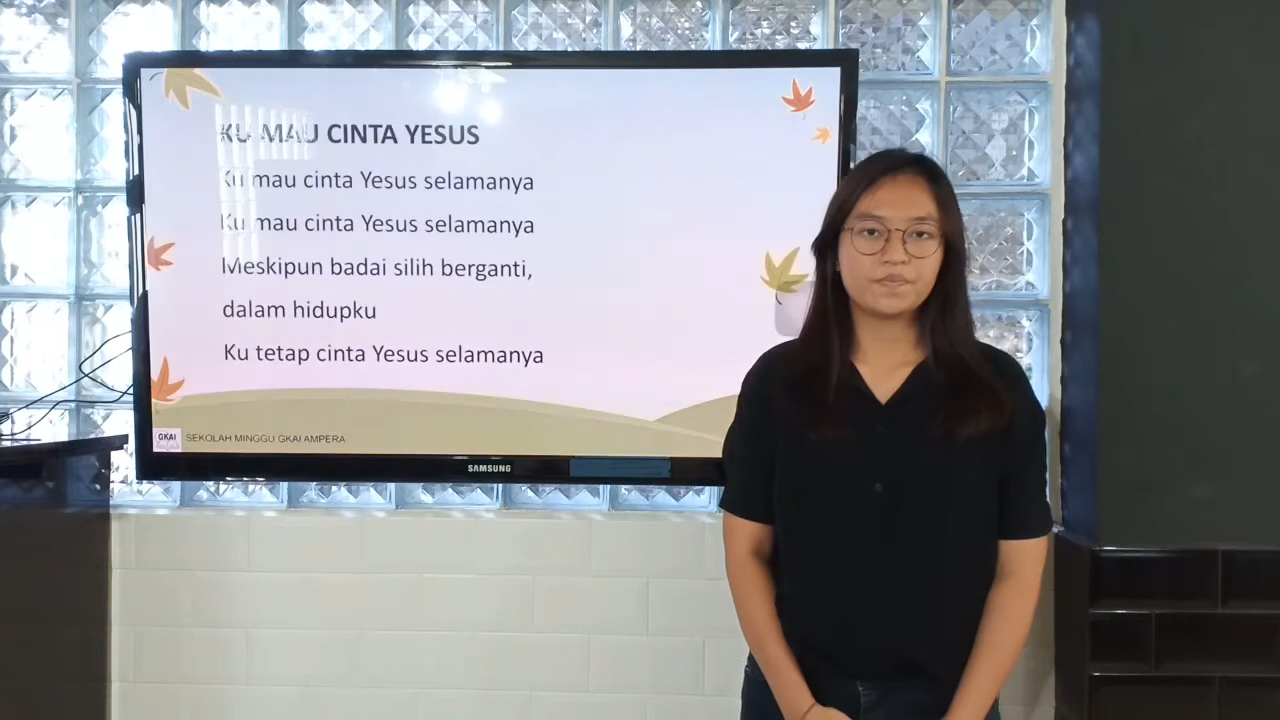 KU MAU CINTA YESUS
Ku mau cinta Yesus selamanya
Ku mau cinta Yesus selamanya
Meskipun badai silih berganti,
dalam hidupku
Ku tetap cinta Yesus selamanya
GKAI
SEKOLAH MINGGU GKAI AMPERA
SAMSUNG